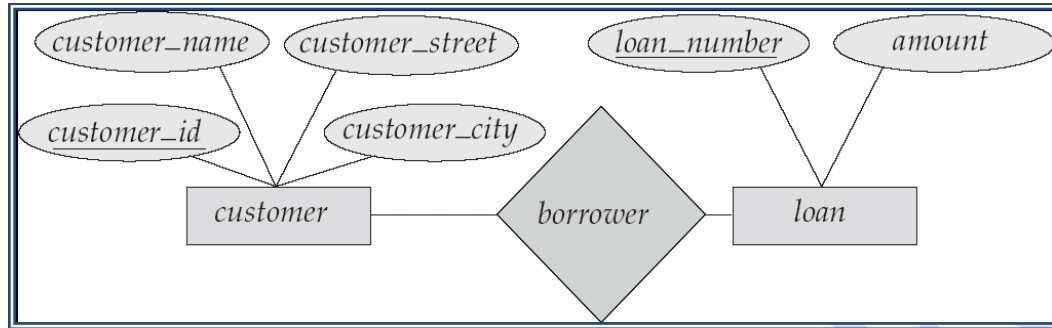 customer_name
customer_street
loan_number
amount
customer_id
customer_city
customer
borrower
loan